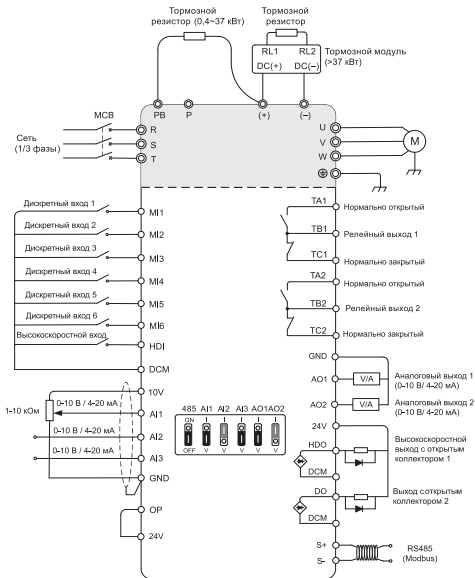 Тормозной
резистор (0,4~37 кВт)
Тормозной
резистор
RL1 RL2
DC(+) DC(–)
Тормозной модуль
(>37 кВт)
PB P (+) (–)
MCB
Сеть
(1/3 фазы)
R
S
T
U
V
W
M
Дискретный вход 1
MI1
Дискретный вход 2
MI2
Дискретный вход 3
MI3
Дискретный вход 4
MI4
Дискретный вход 5
MI5
Дискретный вход 6
MI6
Высокоскоростной вход
HDI
DCM
TA1
Нормально открытый
TB1
Релейный выход 1
TC1
Нормально закрытый
TA2
Нормально открытый
TB2
Релейный выход 2
TC2
Нормально закрытый
10V
0-10 В / 4-20 мА
1-10 кОм
AI1
0-10 В / 4-20 мА
AI2
0-10 В / 4-20 мА
AI3
GND
OP
24V
485 AI1 AI2 AI3 AO1 AO2
ON I I I I I
OFF V V V V V
GND
AO1
V/A
Аналоговый выход 1
(0-10 В/ 4-20 мА)
AO2
V/A
Аналоговый выход 2
(0-10 В/ 4-20 мА)
24V
HDO
DCM
Высокоскоростной
выход с открытым
коллектором 1
DO
DCM
Выход с открытым
коллектором 2
S+
S-
RS485
(Modbus)